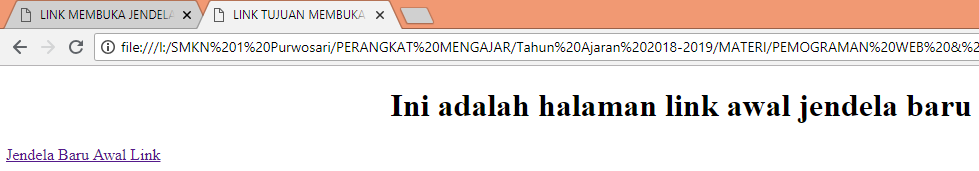 LINK MEMBUKA JENDELA
LINK TUJUAN MEMBUKA
file:///I:/SMKN%201%20Purwosari/PERANGKAT%20MENGAJAR/Tahun%20Ajaran%202018-2019/MATERI/PEMOGRAMAN%20WEB%20&%2
Ini adalah halaman link awal jendela baru
Jendela Baru Awal Link